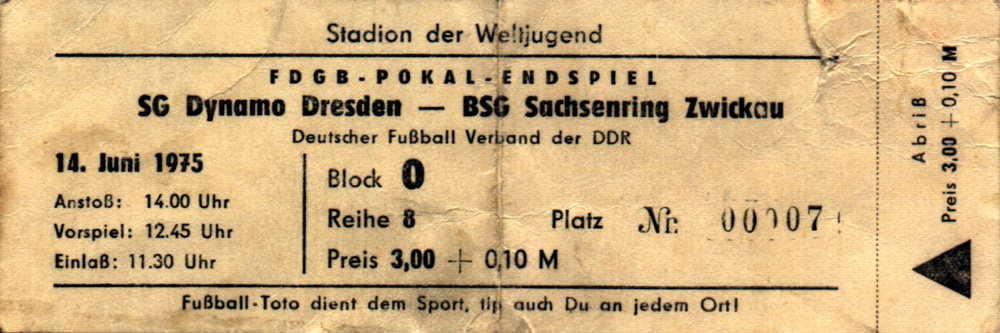 Stadion der Weltjugend
FDGB-POKAL-ENDSPIEL
SG Dynamo Dresden — BSG Sachsenring Zwickau
Deutscher Fußball Verband der DDR
14. Juni 1975
Anstoß: 14.00 Uhr
Vorspiel: 12.45 Uhr
Einlaß: 11.30 Uhr
Block O
Reihe 8 Platz Nr.
Preis 3,00 + 0,10 M
Fußball-Toto dient dem Sport, tip auch Du an jedem Ort!
Abriß
Preis 3,00 + 0,10 M